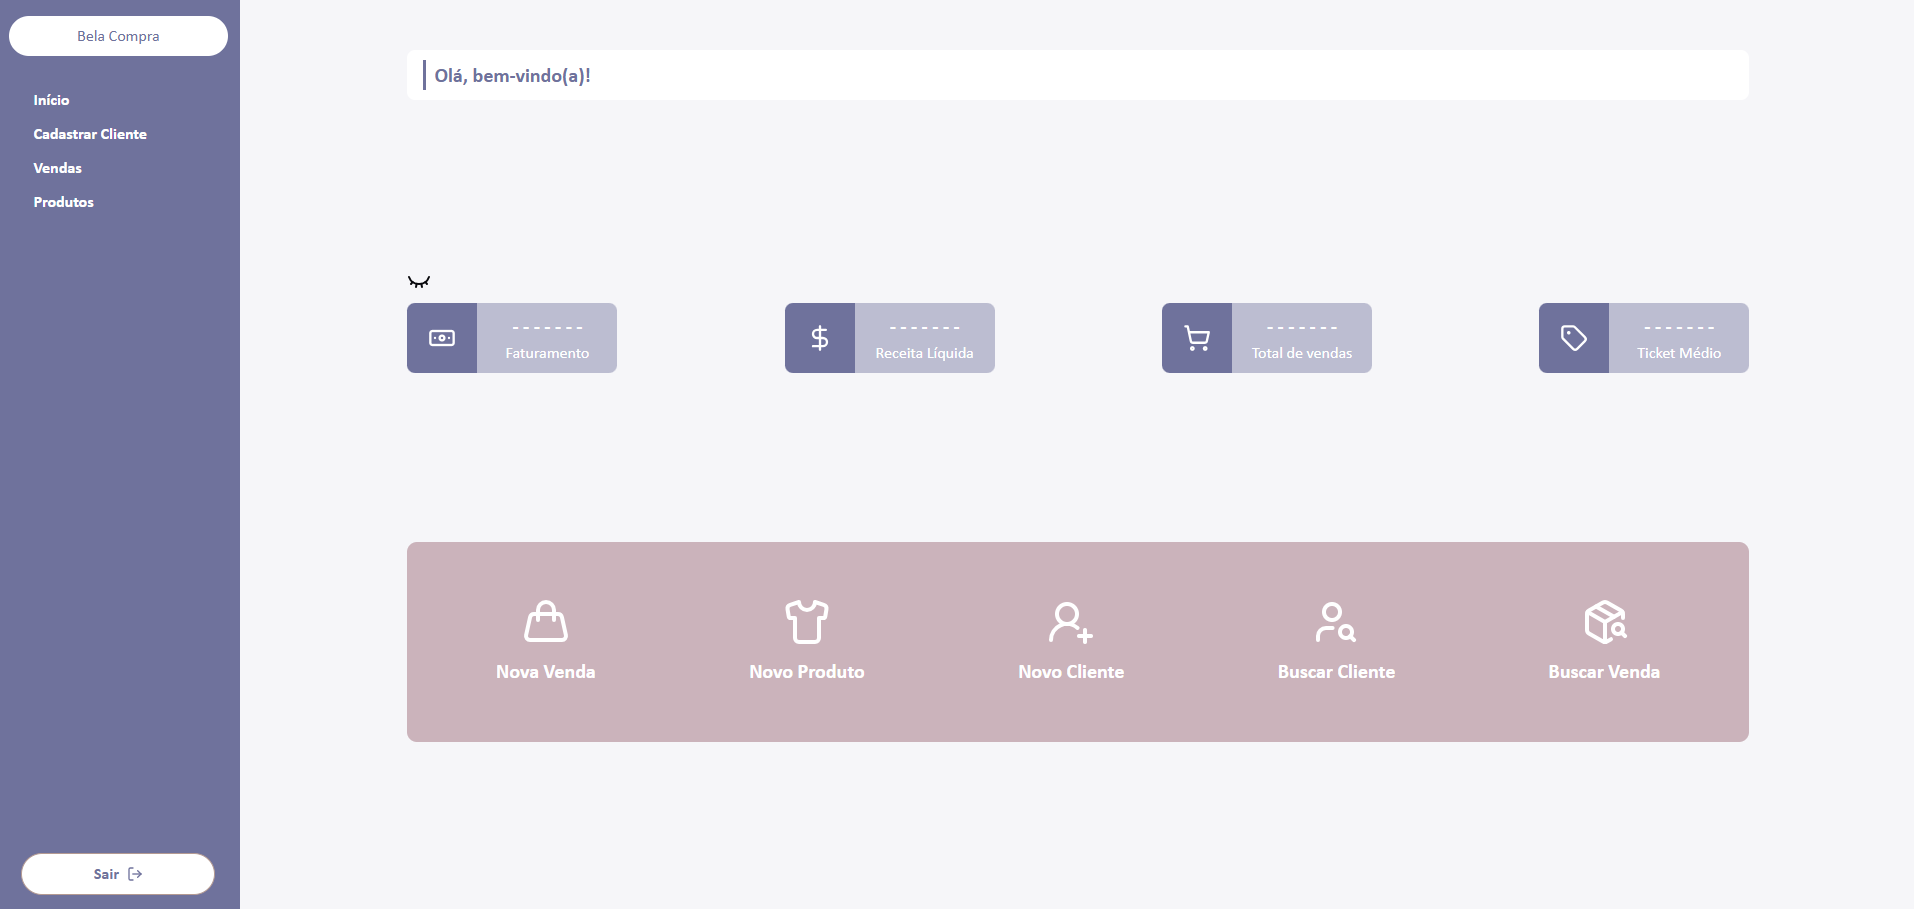 Bela Compra
Início
Cadastrar Cliente
Vendas
Produtos
Sair
Olá, bem-vindo(a)!
-------
Faturamento
-------
Receita Líquida
-------
Total de vendas
-------
Ticket Médio
Nova Venda
Novo Produto
Novo Cliente
Buscar Cliente
Buscar Venda